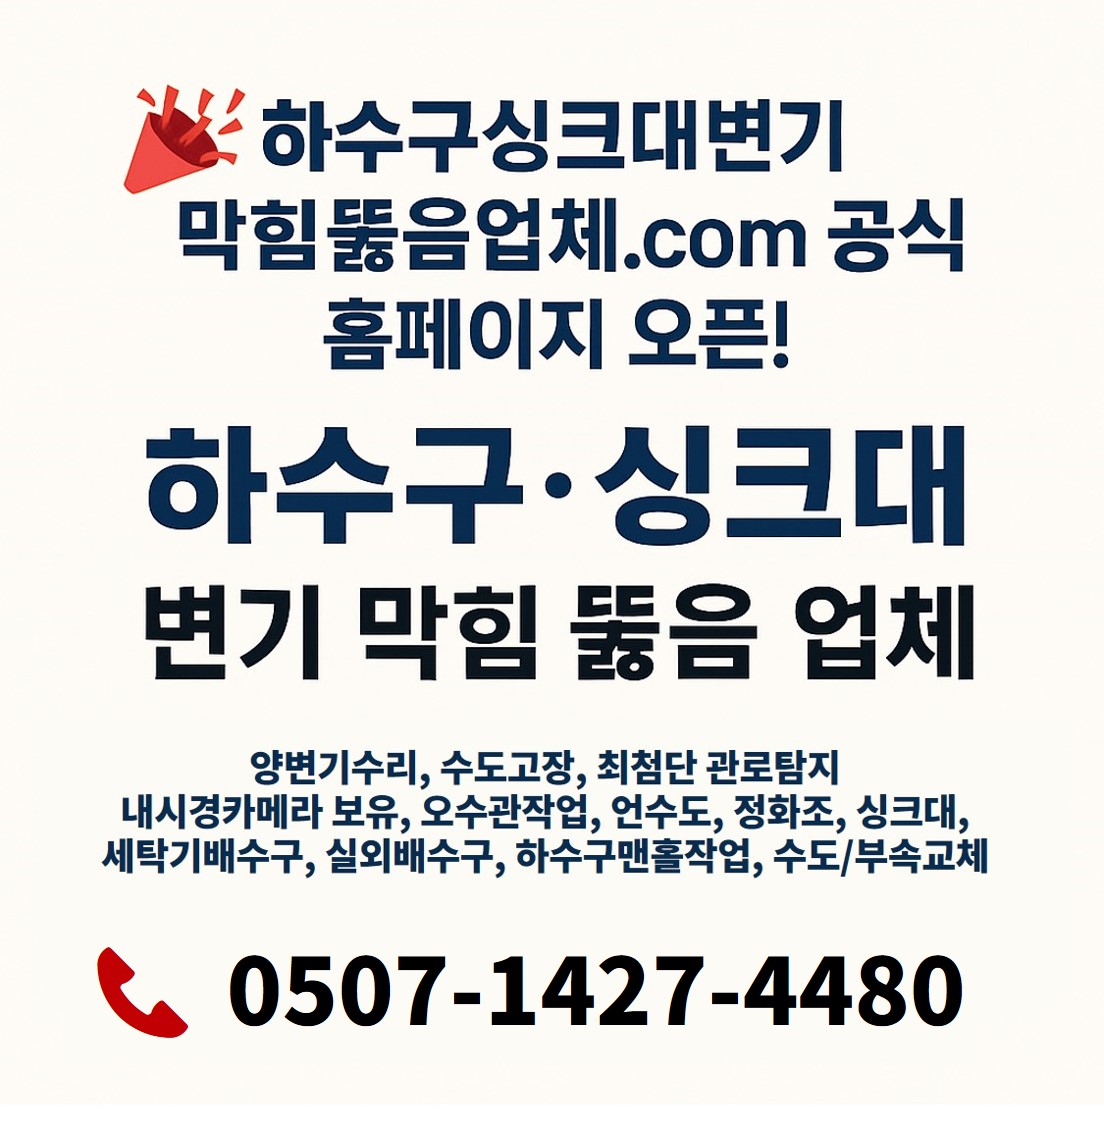 하수구싱크대변기
막힘뚫음업체.com 공식
홈페이지 오픈!
하수구·싱크대
변기 막힘 뚫음 업체
양변기수리, 수도고장, 최첨단 관로탐지
내시경카메라 보유, 오수관작업, 언수도, 정화조, 싱크대,
세탁기배수구, 실외배수구, 하수구맨홀작업, 수도/부속교체
0507-1427-4480